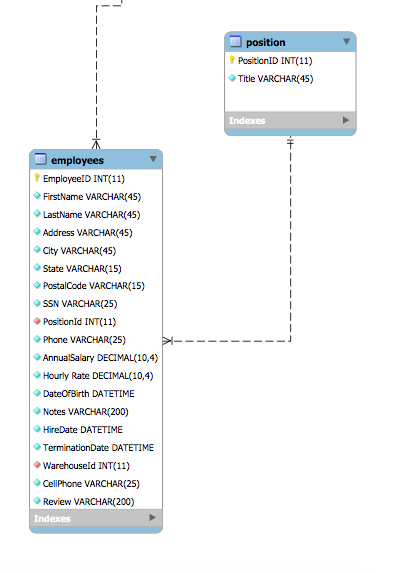 position
PositionID INT(11)
Title VARCHAR(45)
Indexes
employees
EmployeeID INT(11)
FirstName VARCHAR(45)
LastName VARCHAR(45)
Address VARCHAR(45)
City VARCHAR(45)
State VARCHAR(15)
PostalCode VARCHAR(15)
SSN VARCHAR(25)
PositionId INT(11)
Phone VARCHAR(25)
AnnualSalary DECIMAL(10,4)
Hourly Rate DECIMAL(10,4)
DateOfBirth DATETIME
Notes VARCHAR(200)
HireDate DATETIME
TerminationDate DATETIME
WarehouseId INT(11)
CellPhone VARCHAR(25)
Review VARCHAR(200)
Indexes